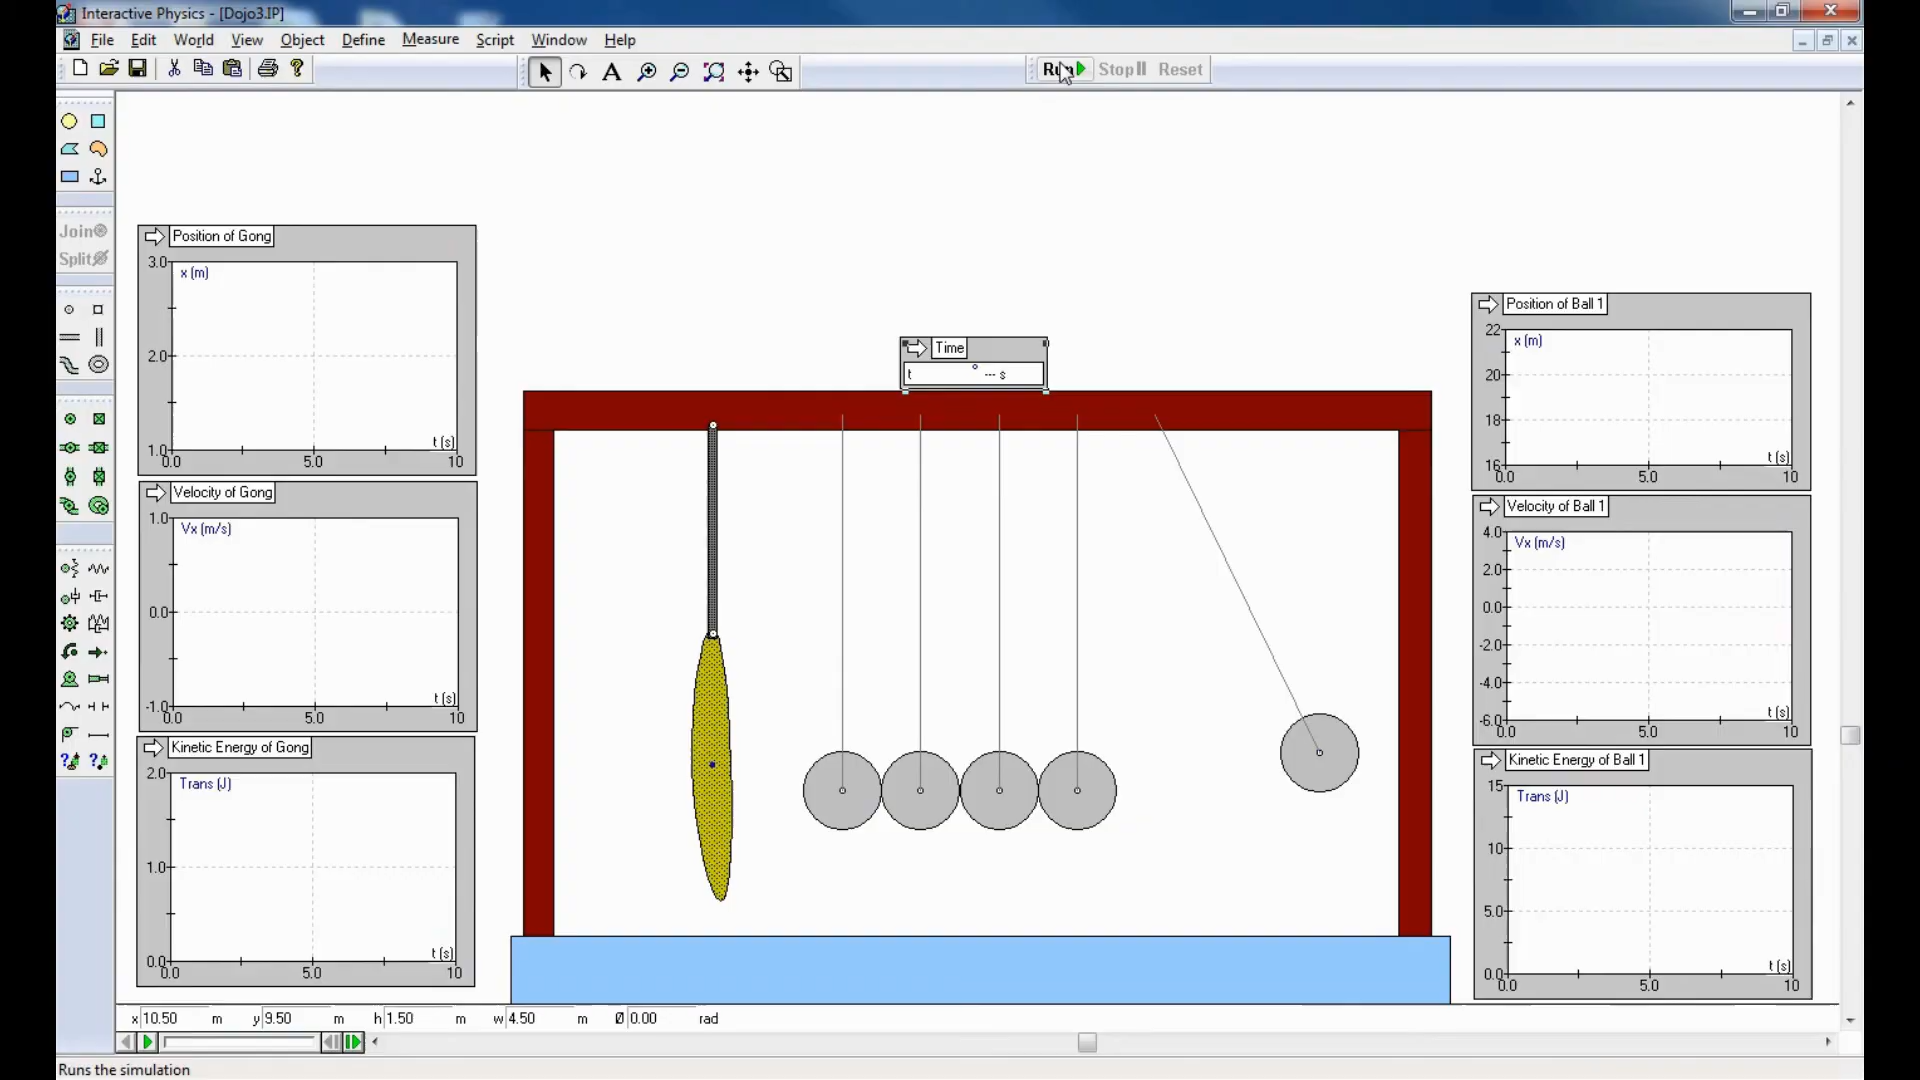 Interactive Physics - [Dojo3.IP]
File Edit World View Object Define Measure Script Window Help
A Run Stop Reset
Join
Split
Position of Gong
x (m)
3.0
2.0
1.0
0.0 5.0 10
t (s)
Velocity of Gong
Vx (m/s)
1.0
0.0
-1.0
0.0 5.0 10
t (s)
Kinetic Energy of Gong
Trans (J)
2.0
1.0
0.0
0.0 5.0 10
t (s)
Time
t --- s
Position of Ball 1
x (m)
22
20
18
16
0.0 5.0 10
t (s)
Velocity of Ball 1
Vx (m/s)
4.0
2.0
0.0
-2.0
-4.0
-6.0
0.0 5.0 10
t (s)
Kinetic Energy of Ball 1
Trans (J)
15
10
5.0
0.0
0.0 5.0 10
t (s)
x 10.50 m y 9.50 m h 1.50 m w 4.50 m Ø 0.00 rad
Runs the simulation